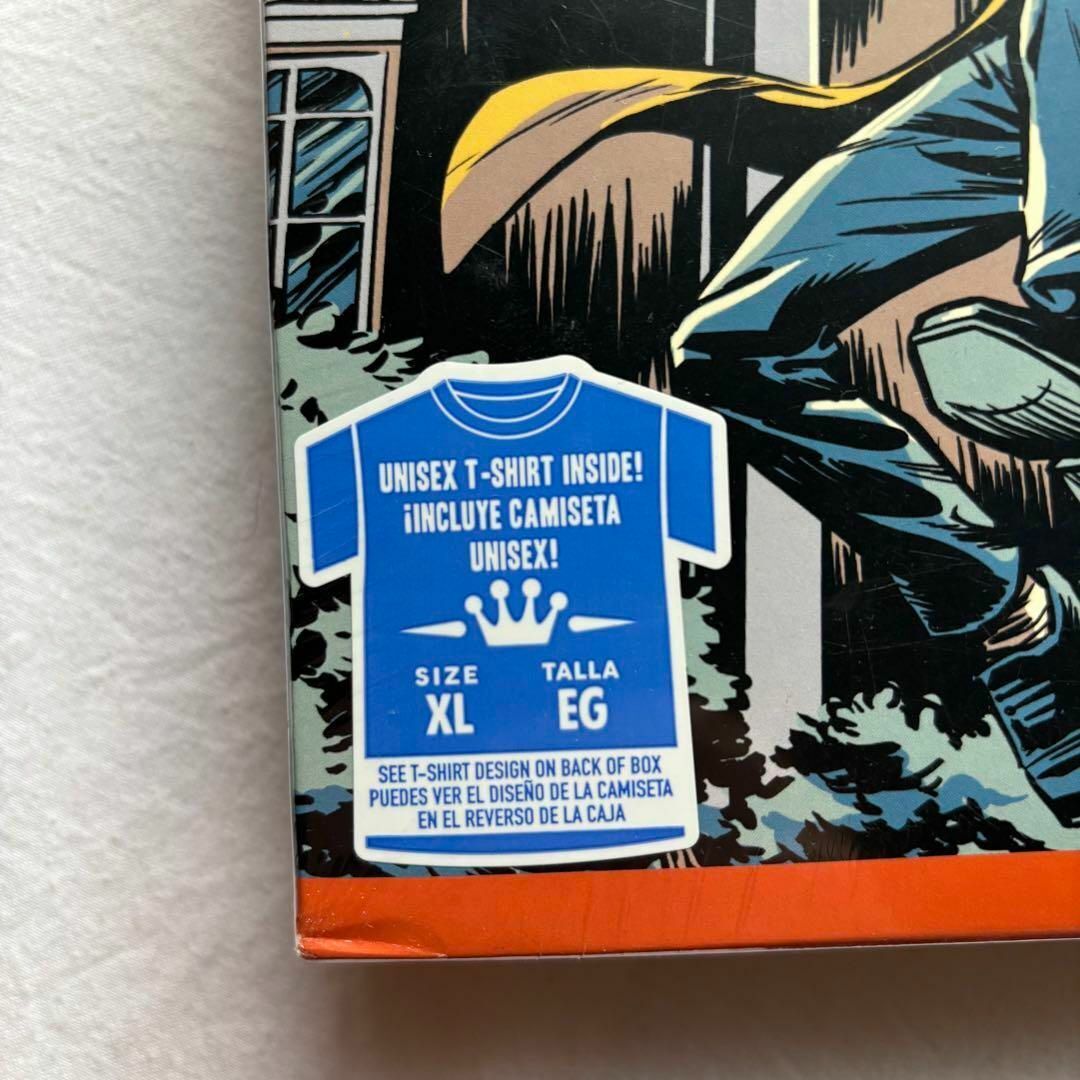 UNISEX T-SHIRT INSIDE!
¡INCLUYE CAMISETA
UNISEX!
SIZE TALLA
XL EG
SEE T-SHIRT DESIGN ON BACK OF BOX
PUEDES VER EL DISEÑO DE LA CAMISETA
EN EL REVERSO DE LA CAJA